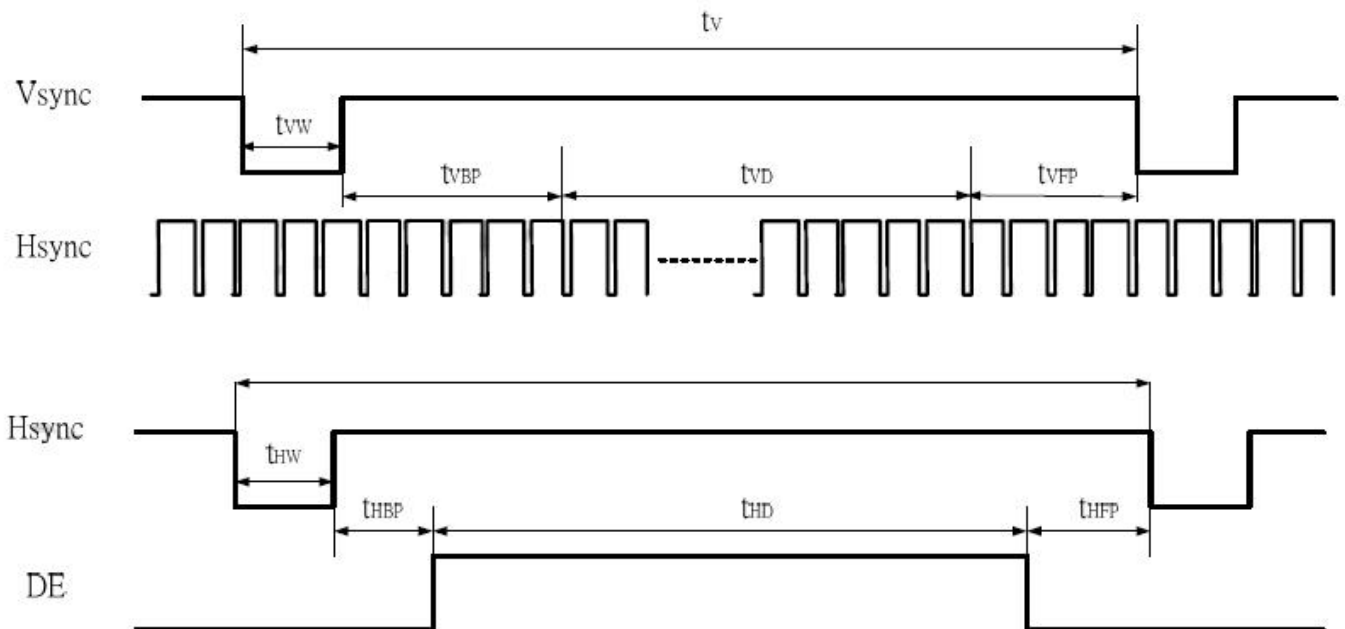 tV
Vsync
tVW
tVBP
tVD
tVFP
Hsync
Hsync
tHW
tHBP
tHD
tHFP
DE